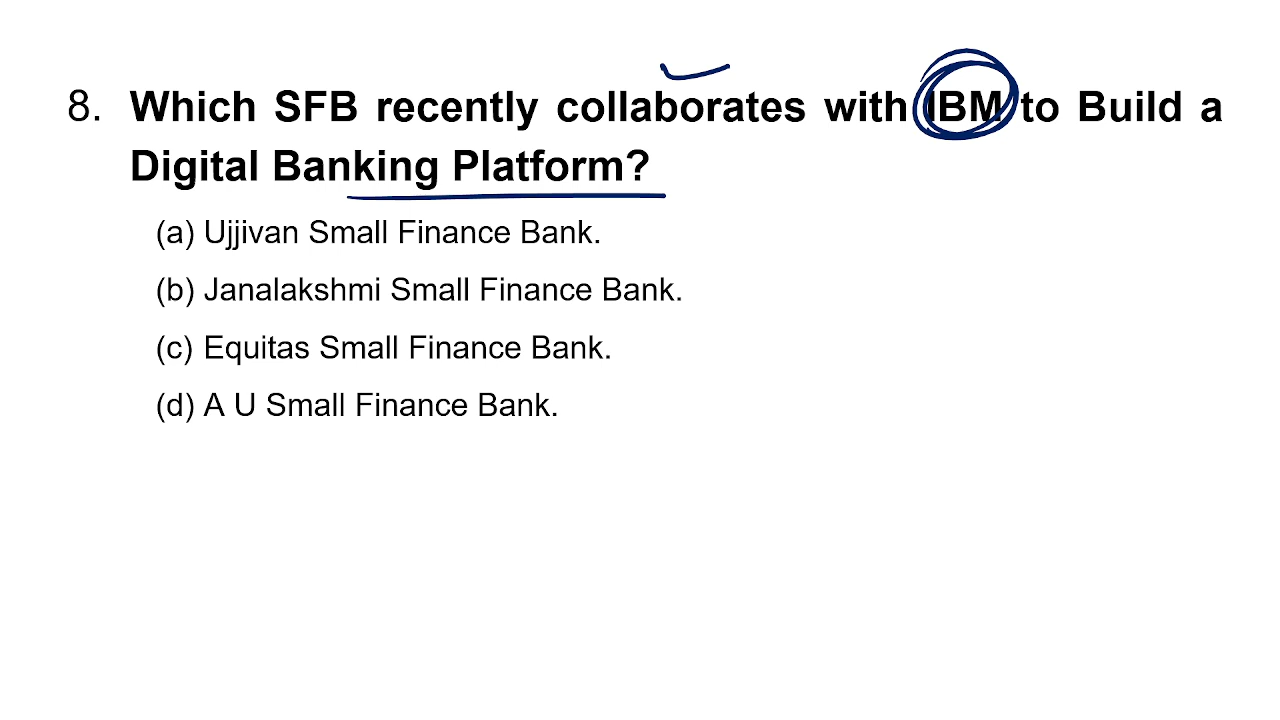 8. Which SFB recently collaborates with IBM to Build a
Digital Banking Platform?
(a) Ujjivan Small Finance Bank.
(b) Janalakshmi Small Finance Bank.
(c) Equitas Small Finance Bank.
(d) A U Small Finance Bank.